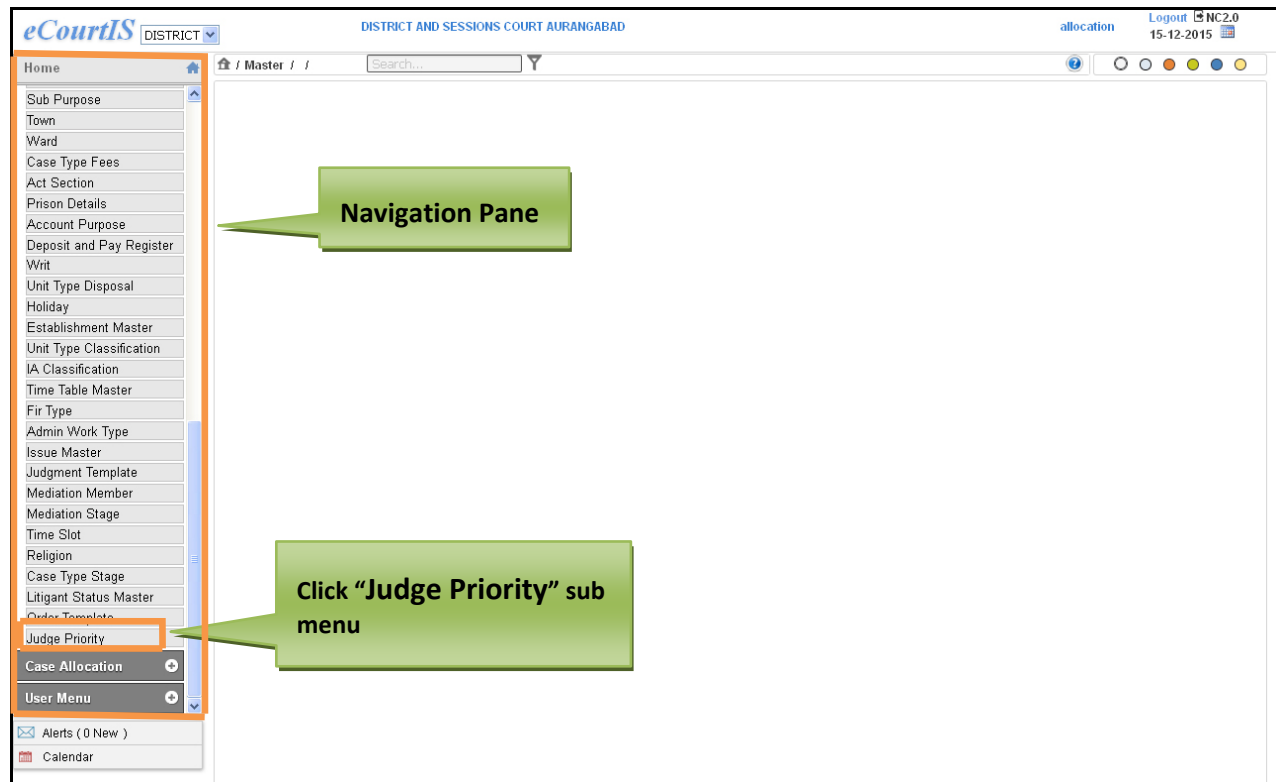 eCourtIS DISTRICT
DISTRICT AND SESSIONS COURT AURANGABAD
allocation
Logout NC2.0
15-12-2015
Home
/ Master / /
Search...
Sub Purpose
Town
Ward
Case Type Fees
Act Section
Prison Details
Account Purpose
Deposit and Pay Register
Writ
Unit Type Disposal
Holiday
Establishment Master
Unit Type Classification
IA Classification
Time Table Master
Fir Type
Admin Work Type
Issue Master
Judgment Template
Mediation Member
Mediation Stage
Time Slot
Religion
Case Type Stage
Litigant Status Master
Order Template
Judge Priority
Case Allocation
User Menu
Alerts ( 0 New )
Calendar
Navigation Pane
Click “Judge Priority” sub
menu